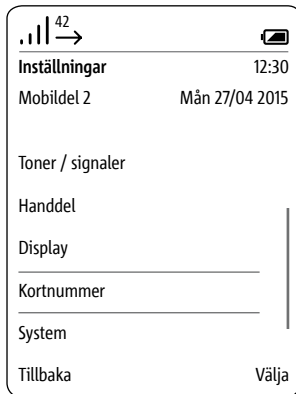 42
Inställningar 12:30
Mobildel 2 Mån 27/04 2015
Toner / signaler
Handdel
Display
Kortnummer
System
Tillbaka Välja